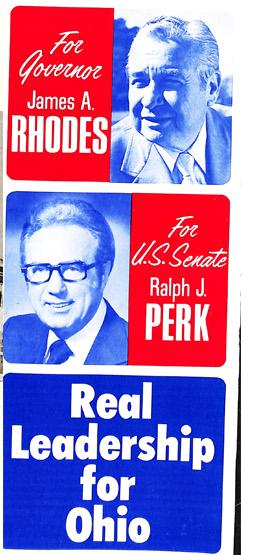 For
Governor
James A.
RHODES
For
U.S. Senate
Ralph J.
PERK
Real
Leadership
for
Ohio